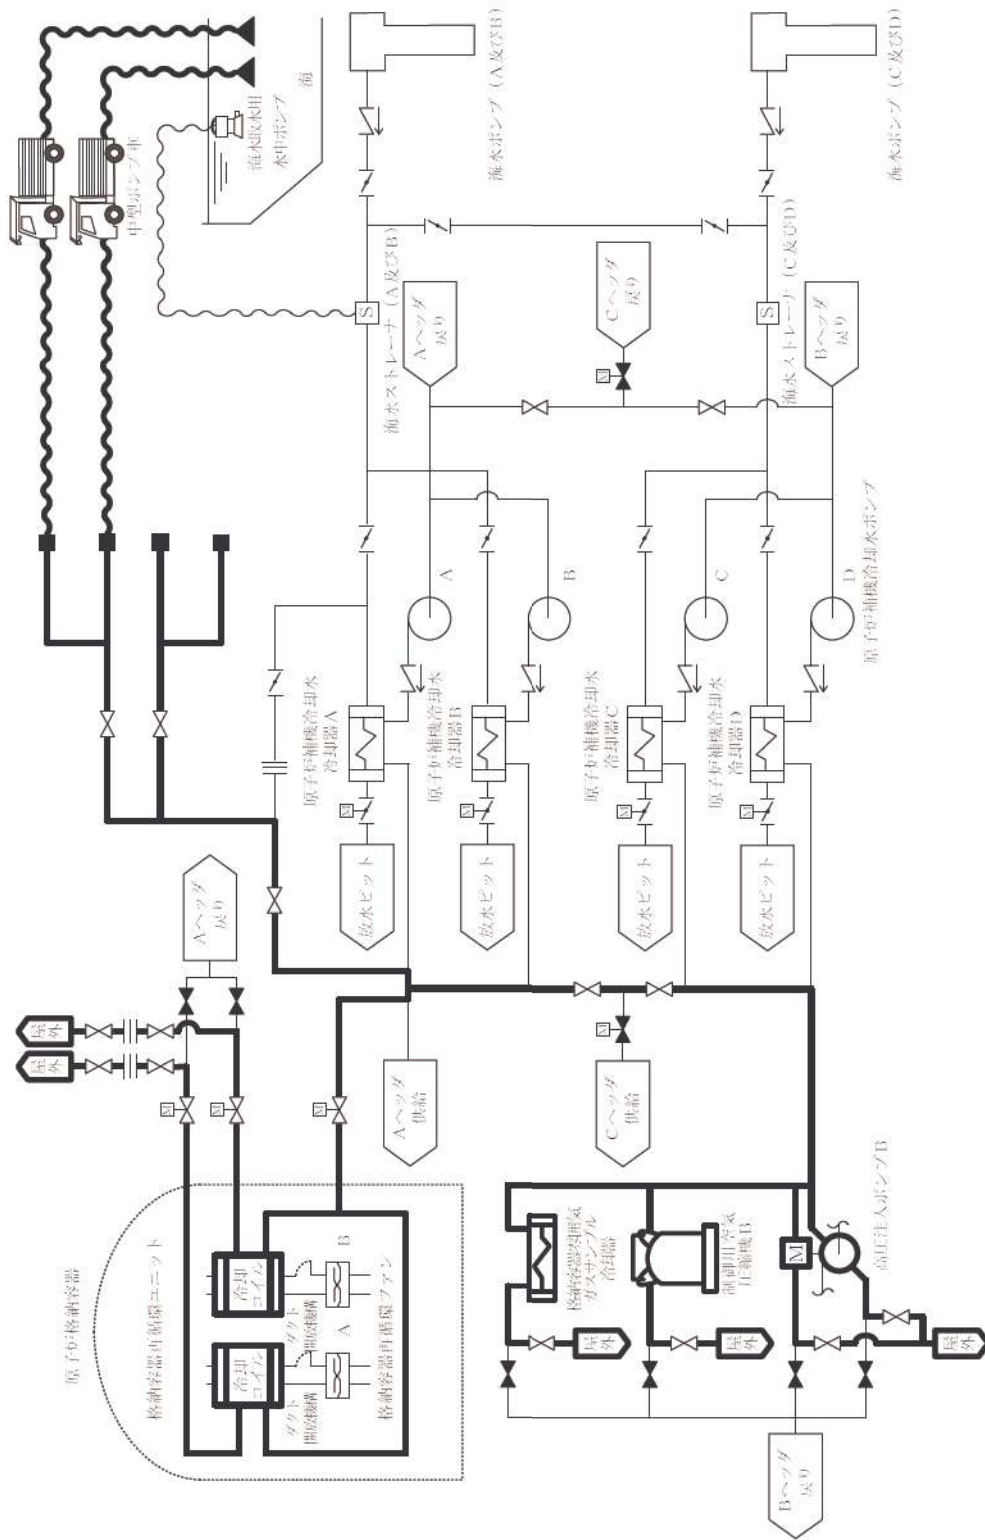 原子炉格納容器
格納容器再循環ユニット
冷却
コイル
冷却
コイル
ダクト
開放機構
ダクト
開放機構
A
B
格納容器再循環ファン
M
M
M
屋外
屋外
Aヘッダ
戻り
中型ポンプ車
海水取水用
水中ポンプ
海
Aヘッダ
供給
Cヘッダ
供給
M
放水ピット
M
原子炉補機冷却水
冷却器A
放水ピット
M
原子炉補機冷却水
冷却器B
放水ピット
M
原子炉補機冷却水
冷却器C
放水ピット
M
原子炉補機冷却水
冷却器D
A
B
C
D
原子炉補機冷却水ポンプ
S
海水ストレーナ（A及びB）
Aヘッダ
戻り
M
Cヘッダ
戻り
S
海水ストレーナ（C及びD）
Bヘッダ
戻り
海水ポンプ（A及びB）
海水ポンプ（C及びD）
格納容器雰囲気
ガスサンプル
冷却器
屋外
制御用空気
圧縮機B
屋外
M
高圧注入ポンプB
屋外
Bヘッダ
戻り